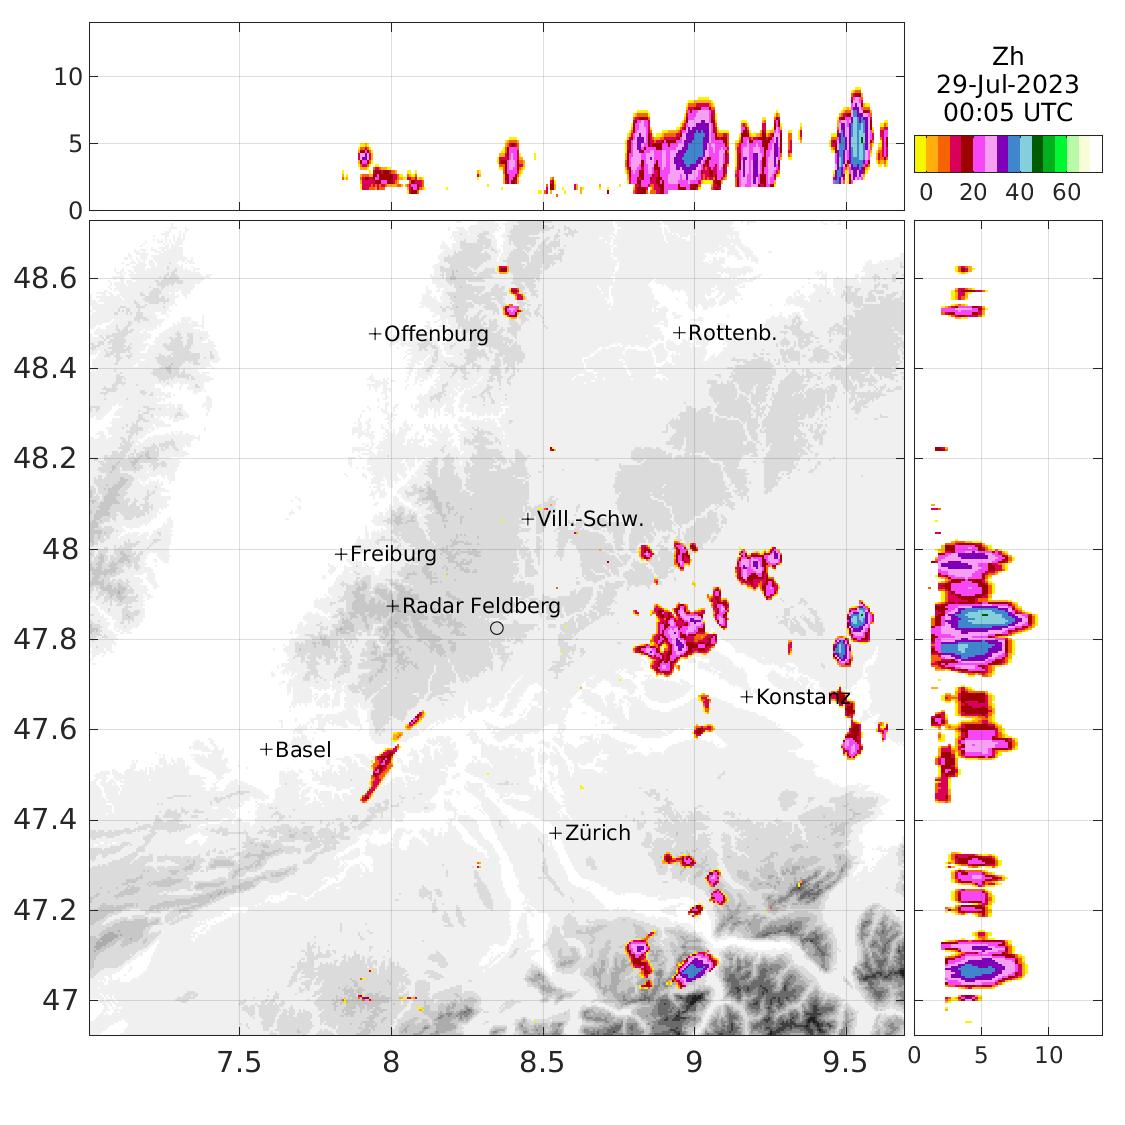 10
5
0
Zh
29-Jul-2023
00:05 UTC
0 20 40 60
48.6
48.4
48.2
48
47.8
47.6
47.4
47.2
47
+Offenburg
+Rottenb.
+Vill.-Schw.
+Freiburg
+Radar Feldberg
+Konstanz
+Basel
+Zürich
7.5 8 8.5 9 9.5
0 5 10